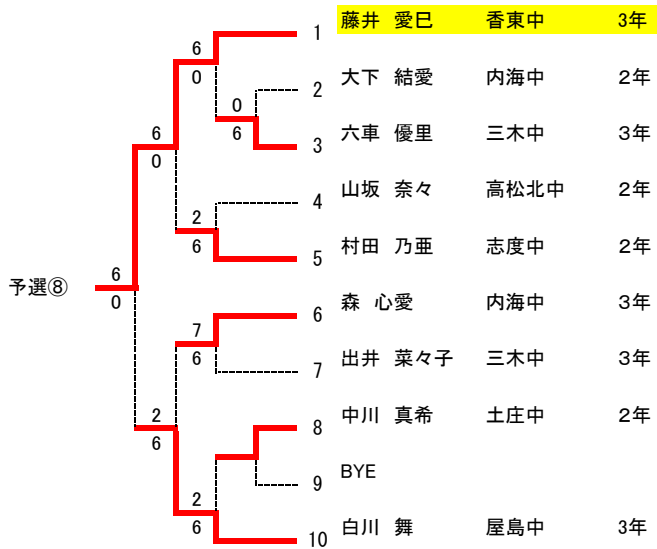 1 藤井 愛巳 香東中 3年
6
0
2 大下 結愛 内海中 2年
0
6
3 六車 優里 三木中 3年
6
0
4 山坂 奈々 高松北中 2年
2
6
5 村田 乃亜 志度中 2年
予選⑧
6
0
6 森 心愛 内海中 3年
7
6
7 出井 菜々子 三木中 3年
2
6
8 中川 真希 土庄中 2年
9 BYE
2
6
10 白川 舞 屋島中 3年